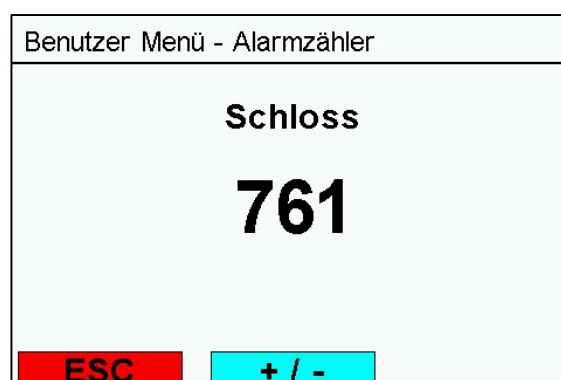 Benutzer Menü - Alarmzähler
Schloss
761
ESC + / -